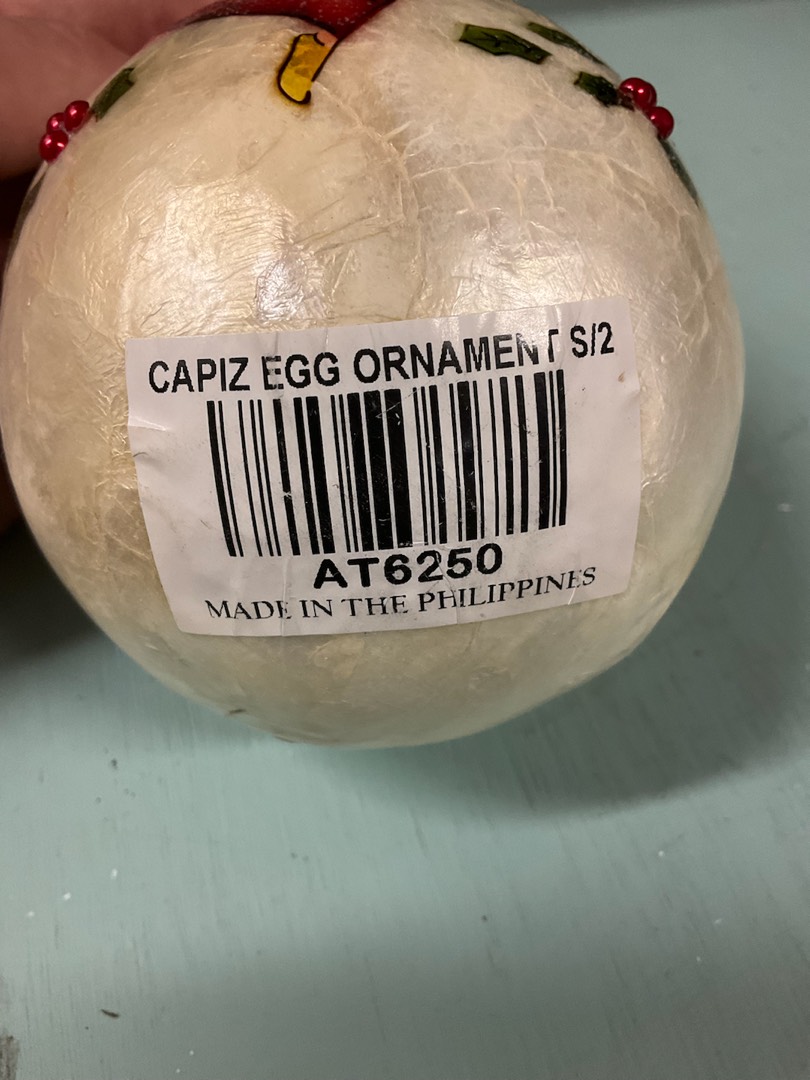 CAPIZ EGG ORNAMENT S/2
AT6250
MADE IN THE PHILIPPINES